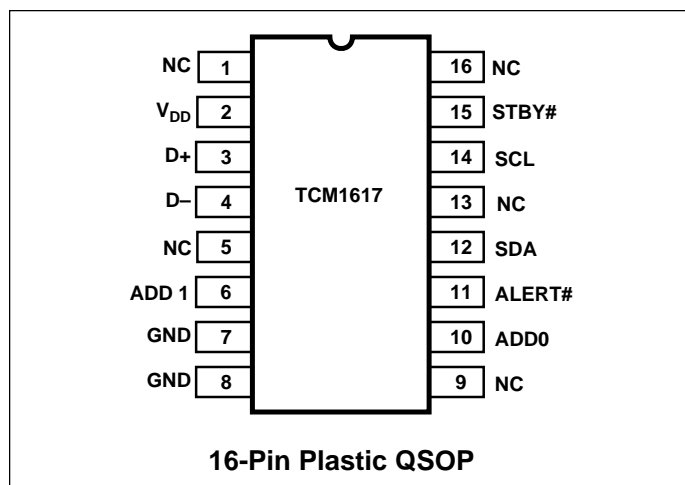 NC 1 16 NC
V_DD 2 15 STBY#
D+ 3 14 SCL
D– 4 TCM1617 13 NC
NC 5 12 SDA
ADD 1 6 11 ALERT#
GND 7 10 ADD0
GND 8 9 NC
16-Pin Plastic QSOP